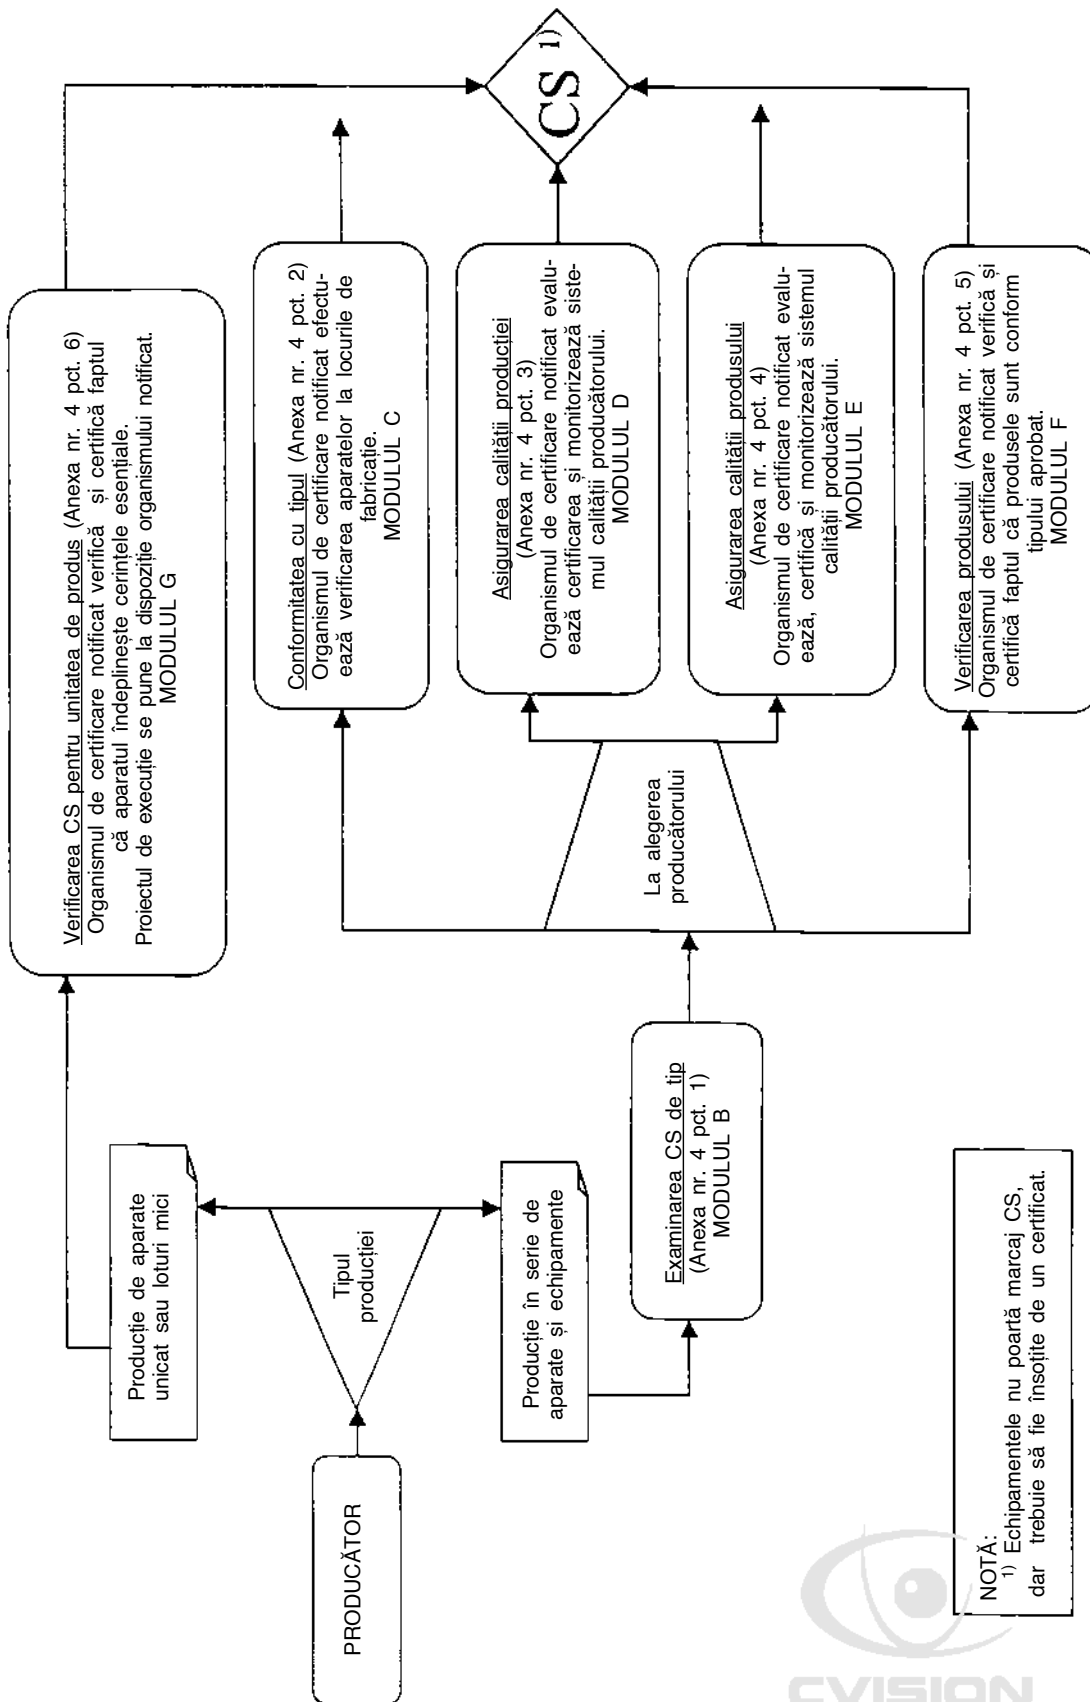 PRODUCĂTOR
Tipul
producției
Producție de aparate
unicat sau loturi mici
Producție în serie de
aparate și echipamente
Examinarea CS de tip
(Anexa nr. 4 pct. 1)
MODULUL B
La alegerea
producătorului
Verificarea CS pentru unitatea de produs (Anexa nr. 4 pct. 6)
Organismul de certificare notificat verifică și certifică faptul
că aparatul îndeplinește cerințele esențiale.
Proiectul de execuție se pune la dispoziție organismului notificat.
MODULUL G
Conformitatea cu tipul (Anexa nr. 4 pct. 2)
Organismul de certificare notificat efectu-
ează verificarea aparatelor la locurile de
fabricație.
MODULUL C
Asigurarea calității producției
(Anexa nr. 4 pct. 3)
Organismul de certificare notificat evalu-
ează certificarea și monitorizează siste-
mul calității producătorului.
MODULUL D
Asigurarea calității produsului
(Anexa nr. 4 pct. 4)
Organismul de certificare notificat evalu-
ează, certifică și monitorizează sistemul
calității producătorului.
MODULUL E
Verificarea produsului (Anexa nr. 4 pct. 5)
Organismul de certificare notificat verifică și
certifică faptul că produsele sunt conform
tipului aprobat.
MODULUL F
CS 1)
NOTĂ:
1) Echipamentele nu poartă marcaj CS,
dar trebuie să fie însoțite de un certificat.
CVISION